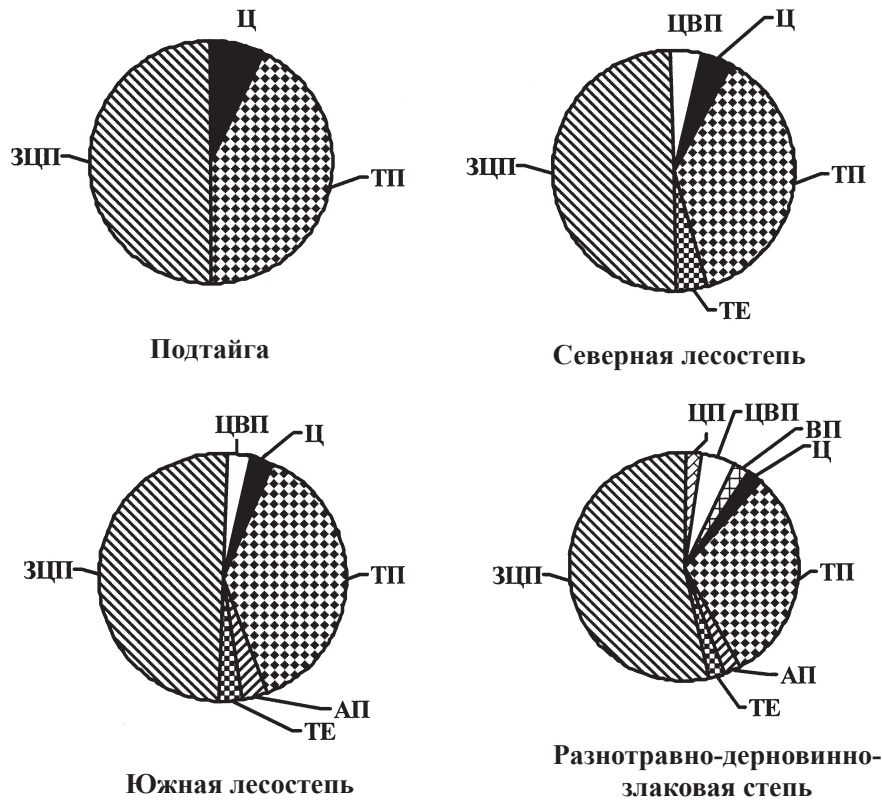 Ц
ЗЦП
ТП
Подтайга
ЦВП
Ц
ЗЦП
ТП
ТЕ
Северная лесостепь
ЦВП
Ц
ЗЦП
ТП
АП
ТЕ
Южная лесостепь
ЦП
ЦВП
ВП
Ц
ЗЦП
ТП
АП
ТЕ
Разнотравно-дерновинно-
злаковая степь